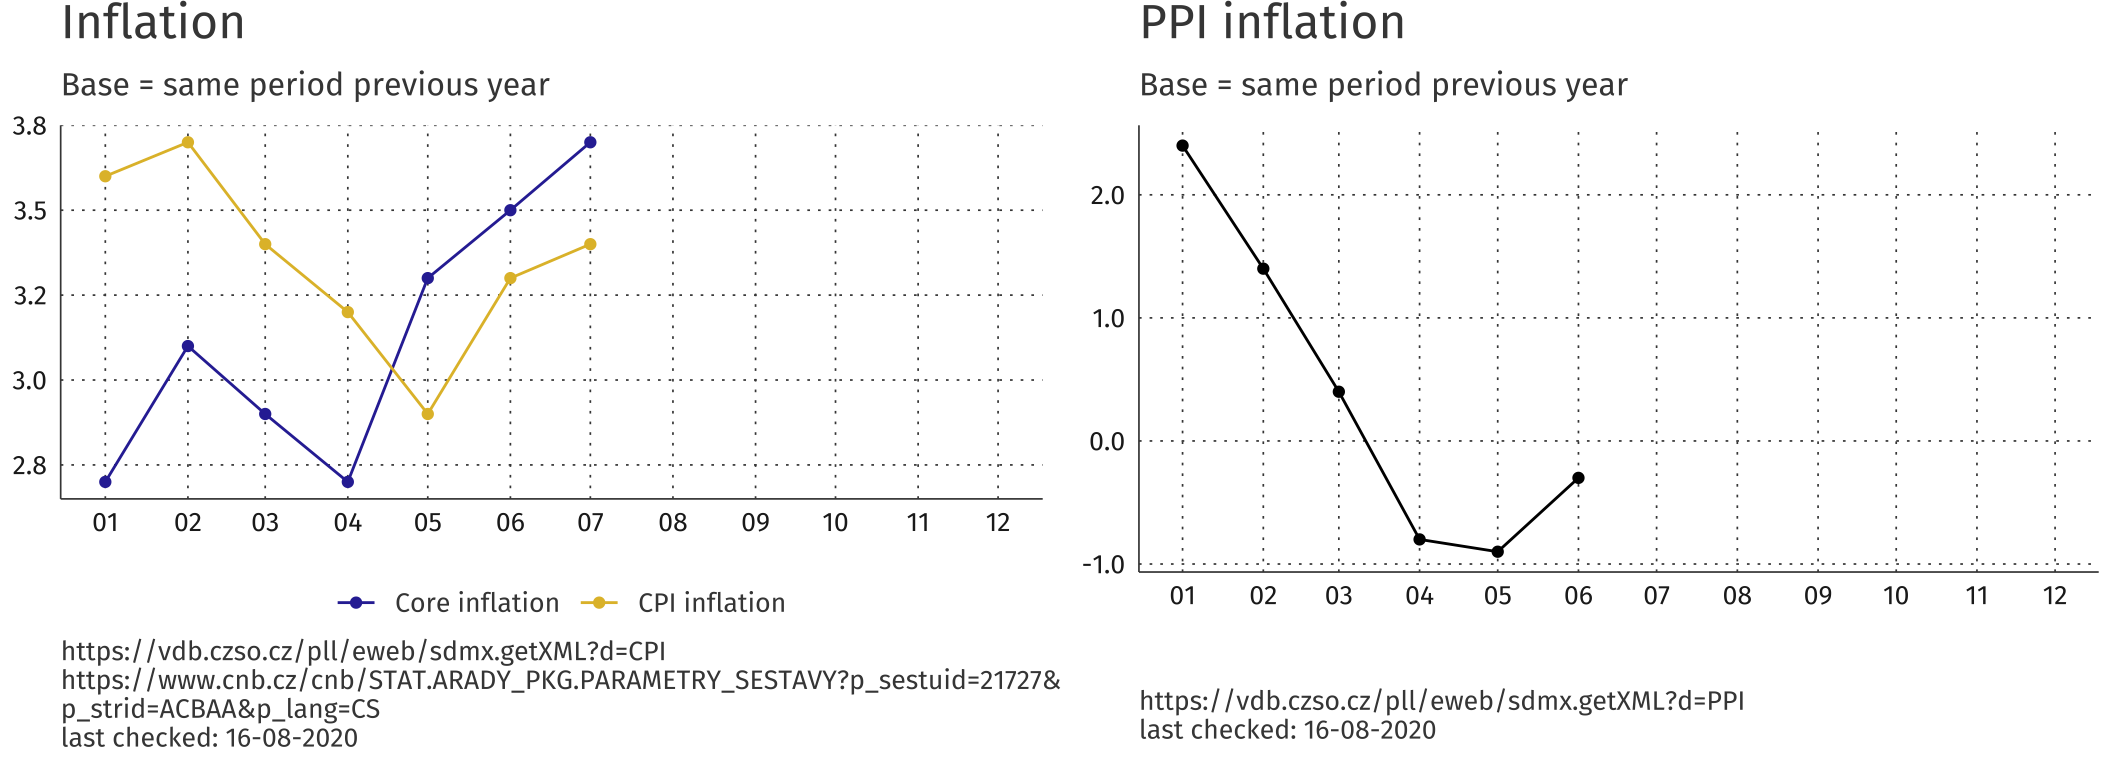 Inflation
Base = same period previous year
3.8
3.5
3.2
3.0
2.8
01 02 03 04 05 06 07 08 09 10 11 12
Core inflation CPI inflation
https://vdb.czso.cz/pll/eweb/sdmx.getXML?d=CPI
https://www.cnb.cz/cnb/STAT.ARADY_PKG.PARAMETRY_SESTAVY?p_sestuid=21727&
p_strid=ACBAA&p_lang=CS
last checked: 16-08-2020
PPI inflation
Base = same period previous year
2.0
1.0
0.0
-1.0
01 02 03 04 05 06 07 08 09 10 11 12
https://vdb.czso.cz/pll/eweb/sdmx.getXML?d=PPI
last checked: 16-08-2020